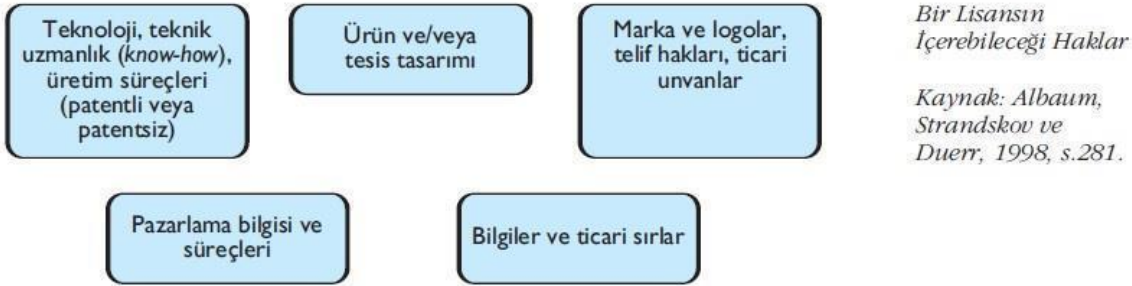 Teknoloji, teknik
uzmanlık (know-how),
üretim süreçleri
(patentli veya
patentsiz)
Ürün ve/veya
tesis tasarımı
Marka ve logolar,
telif hakları, ticari
unvanlar
Pazarlama bilgisi ve
süreçleri
Bilgiler ve ticari sırlar
Bir Lisansın
İçerebileceği Haklar
Kaynak: Albaum,
Strandskov ve
Duerr, 1998, s.281.